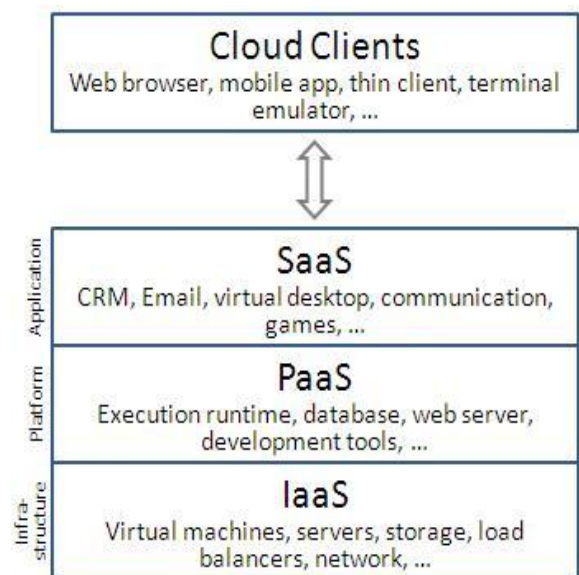 Cloud Clients
Web browser, mobile app, thin client, terminal
emulator, ...
Application
SaaS
CRM, Email, virtual desktop, communication,
games, ...
Platform
PaaS
Execution runtime, database, web server,
development tools, ...
Infra-
structure
IaaS
Virtual machines, servers, storage, load
balancers, network, ...